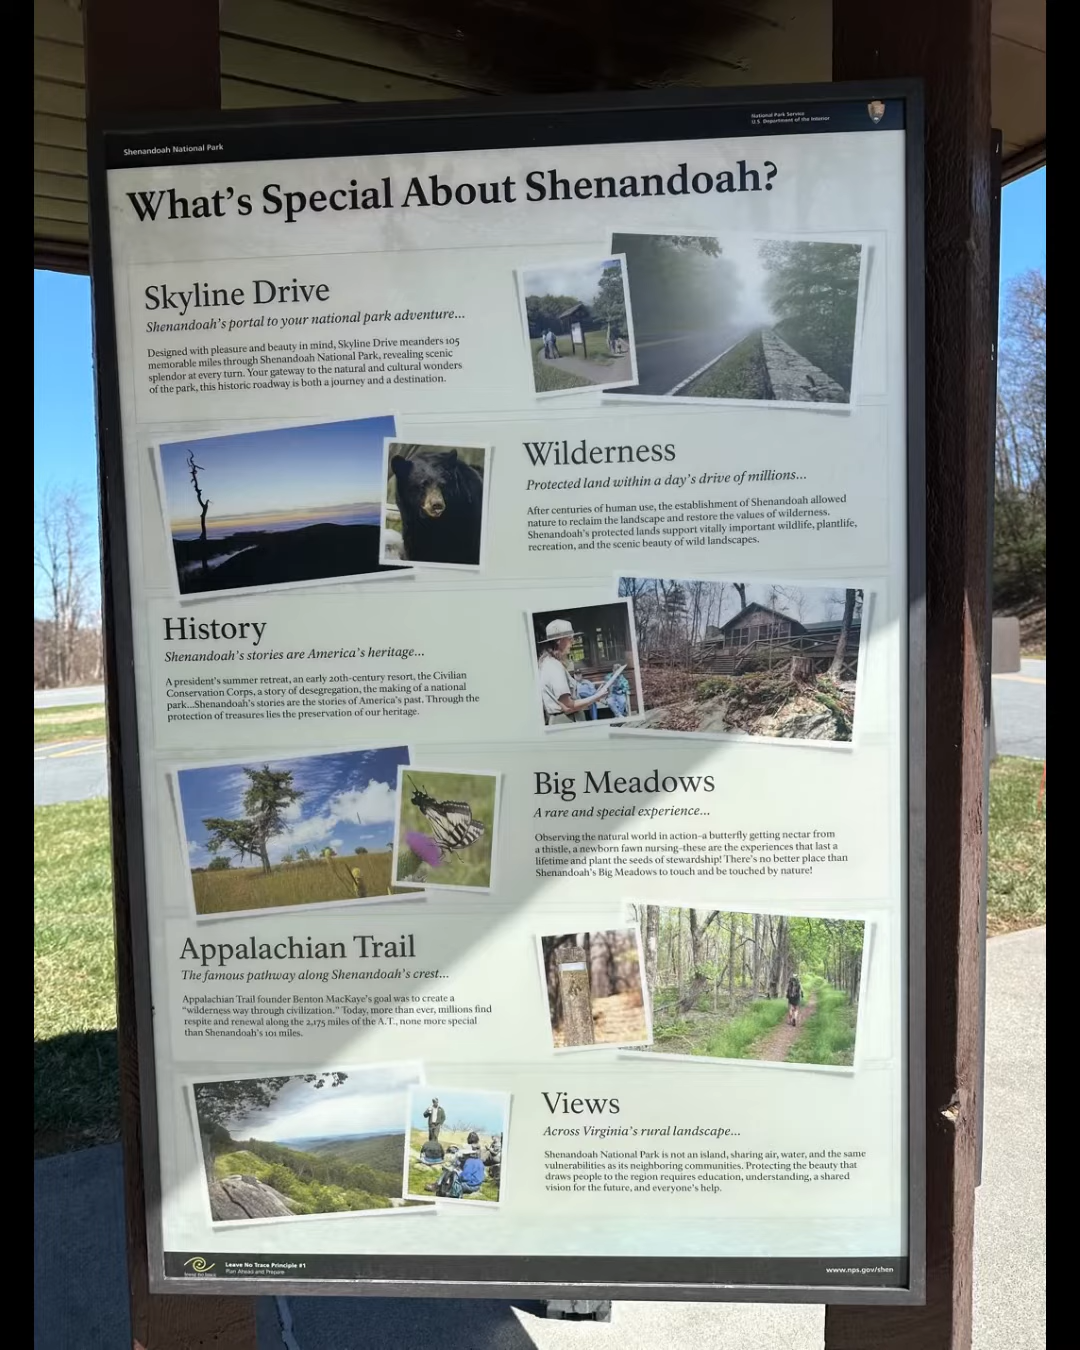 Shenandoah National Park
National Park Service
U.S. Department of the Interior
What's Special About Shenandoah?
Skyline Drive
Shenandoah's portal to your national park adventure...
Designed with pleasure and beauty in mind, Skyline Drive meanders 105
memorable miles through Shenandoah National Park, revealing scenic
splendor at every turn. Your gateway to the natural and cultural wonders
of the park, this historic roadway is both a journey and a destination.
Wilderness
Protected land within a day's drive of millions...
After centuries of human use, the establishment of Shenandoah allowed
nature to reclaim the landscape and restore the values of wilderness.
Shenandoah's protected lands support vitally important wildlife, plantlife,
recreation, and the scenic beauty of wild landscapes.
History
Shenandoah's stories are America's heritage...
A president's summer retreat, an early 20th-century resort, the Civilian
Conservation Corps, a story of desegregation, the making of a national
park...Shenandoah's stories are the stories of America's past. Through the
protection of treasures lies the preservation of our heritage.
Big Meadows
A rare and special experience...
Observing the natural world in action–a butterfly getting nectar from
a thistle, a newborn fawn nursing–these are the experiences that last a
lifetime and plant the seeds of stewardship! There's no better place than
Shenandoah's Big Meadows to touch and be touched by nature!
Appalachian Trail
The famous pathway along Shenandoah's crest...
Appalachian Trail founder Benton MacKaye's goal was to create a
"wilderness way through civilization." Today, more than ever, millions find
respite and renewal along the 2,175 miles of the A.T., none more special
than Shenandoah's 101 miles.
Views
Across Virginia's rural landscape...
Shenandoah National Park is not an island, sharing air, water, and the same
vulnerabilities as its neighboring communities. Protecting the beauty that
draws people to the region requires education, understanding, a shared
vision for the future, and everyone's help.
Leave No Trace Principle #1
Plan Ahead and Prepare
www.nps.gov/shen